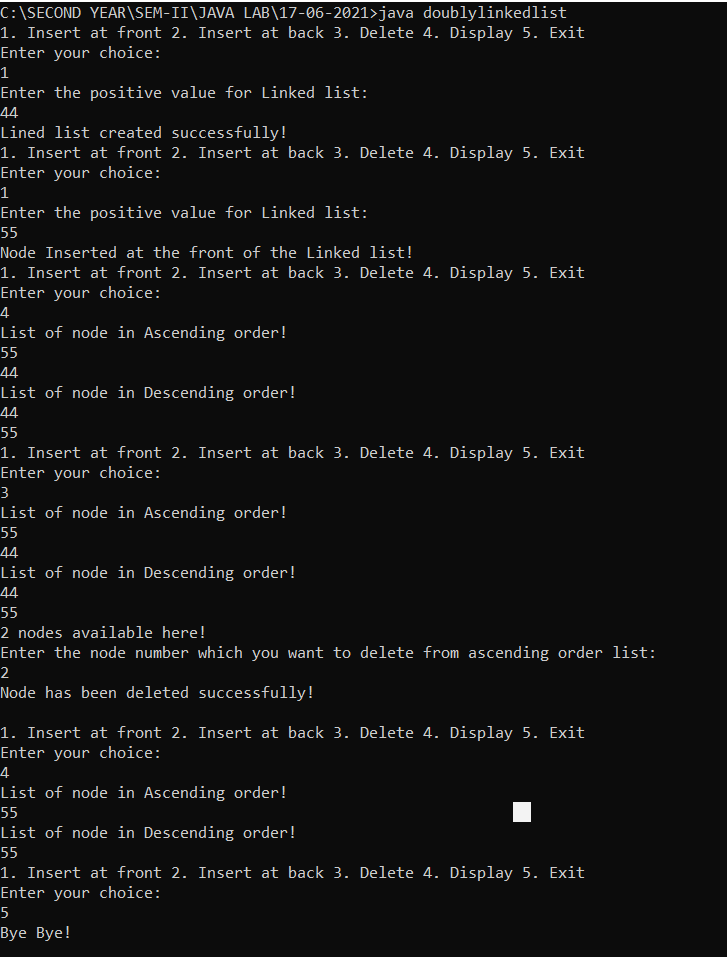 C:\SECOND YEAR\SEM-II\JAVA LAB\17-06-2021>java doublylinkedlist
1. Insert at front 2. Insert at back 3. Delete 4. Display 5. Exit
Enter your choice:
1
Enter the positive value for Linked list:
44
Lined list created successfully!
1. Insert at front 2. Insert at back 3. Delete 4. Display 5. Exit
Enter your choice:
1
Enter the positive value for Linked list:
55
Node Inserted at the front of the Linked list!
1. Insert at front 2. Insert at back 3. Delete 4. Display 5. Exit
Enter your choice:
4
List of node in Ascending order!
55
44
List of node in Descending order!
44
55
1. Insert at front 2. Insert at back 3. Delete 4. Display 5. Exit
Enter your choice:
3
List of node in Ascending order!
55
44
List of node in Descending order!
44
55
2 nodes available here!
Enter the node number which you want to delete from ascending order list:
2
Node has been deleted successfully!

1. Insert at front 2. Insert at back 3. Delete 4. Display 5. Exit
Enter your choice:
4
List of node in Ascending order!
55
List of node in Descending order!
55
1. Insert at front 2. Insert at back 3. Delete 4. Display 5. Exit
Enter your choice:
5
Bye Bye!